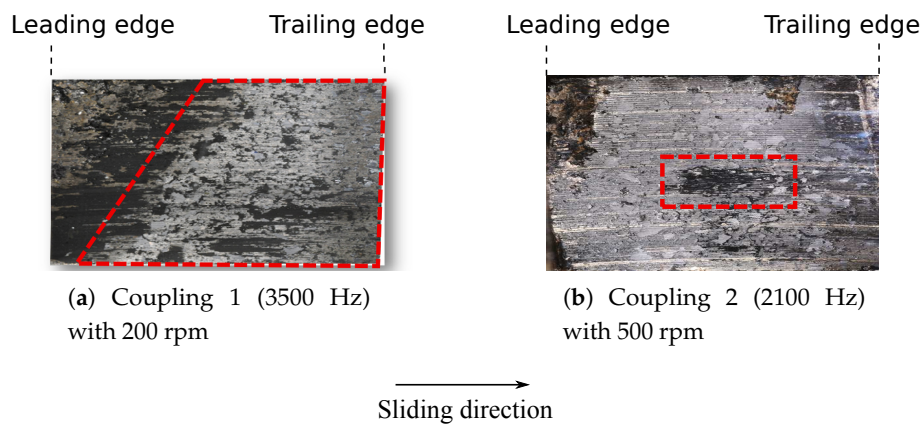 Leading edge Trailing edge Leading edge Trailing edge
(a) Coupling 1 (3500 Hz) with 200 rpm
(b) Coupling 2 (2100 Hz) with 500 rpm
Sliding direction